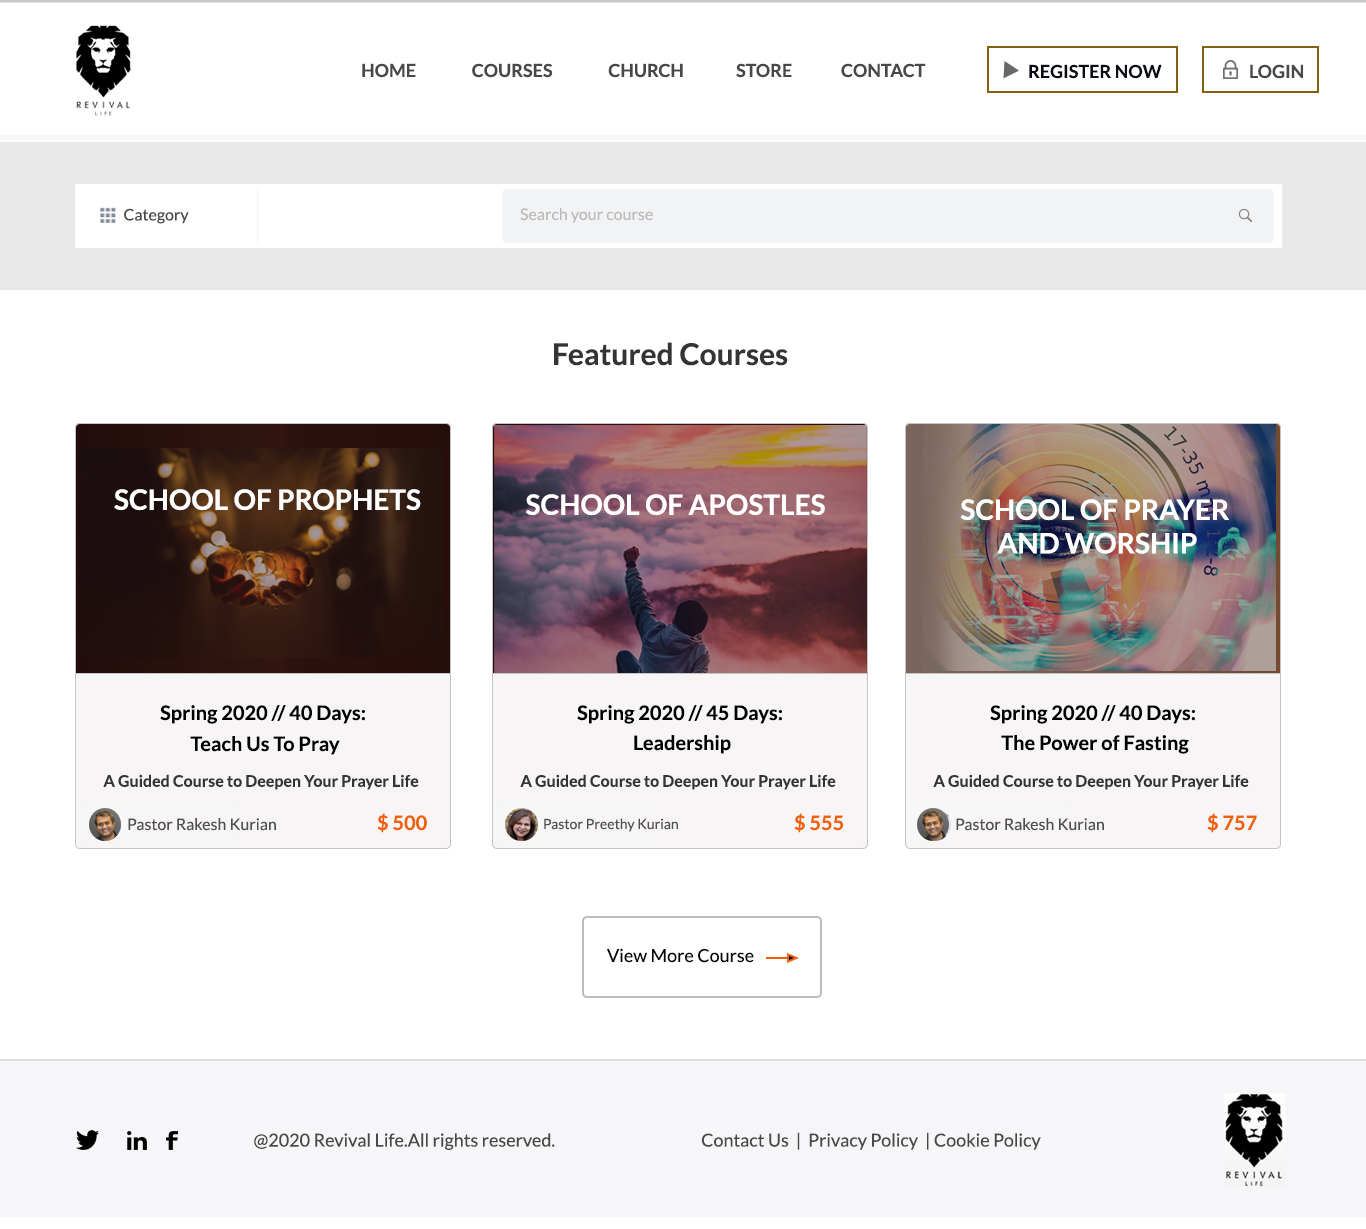 REVIVAL
LIFE
HOME COURSES CHURCH STORE CONTACT REGISTER NOW LOGIN
Category
Search your course
Featured Courses
SCHOOL OF PROPHETS
Spring 2020 // 40 Days:
Teach Us To Pray
A Guided Course to Deepen Your Prayer Life
Pastor Rakesh Kurian $ 500
SCHOOL OF APOSTLES
Spring 2020 // 45 Days:
Leadership
A Guided Course to Deepen Your Prayer Life
Pastor Preethy Kurian $ 555
17-35 m
SCHOOL OF PRAYER
AND WORSHIP
Spring 2020 // 40 Days:
The Power of Fasting
A Guided Course to Deepen Your Prayer Life
Pastor Rakesh Kurian $ 757
View More Course
in f
@2020 Revival Life.All rights reserved.
Contact Us | Privacy Policy | Cookie Policy
REVIVAL
LIFE